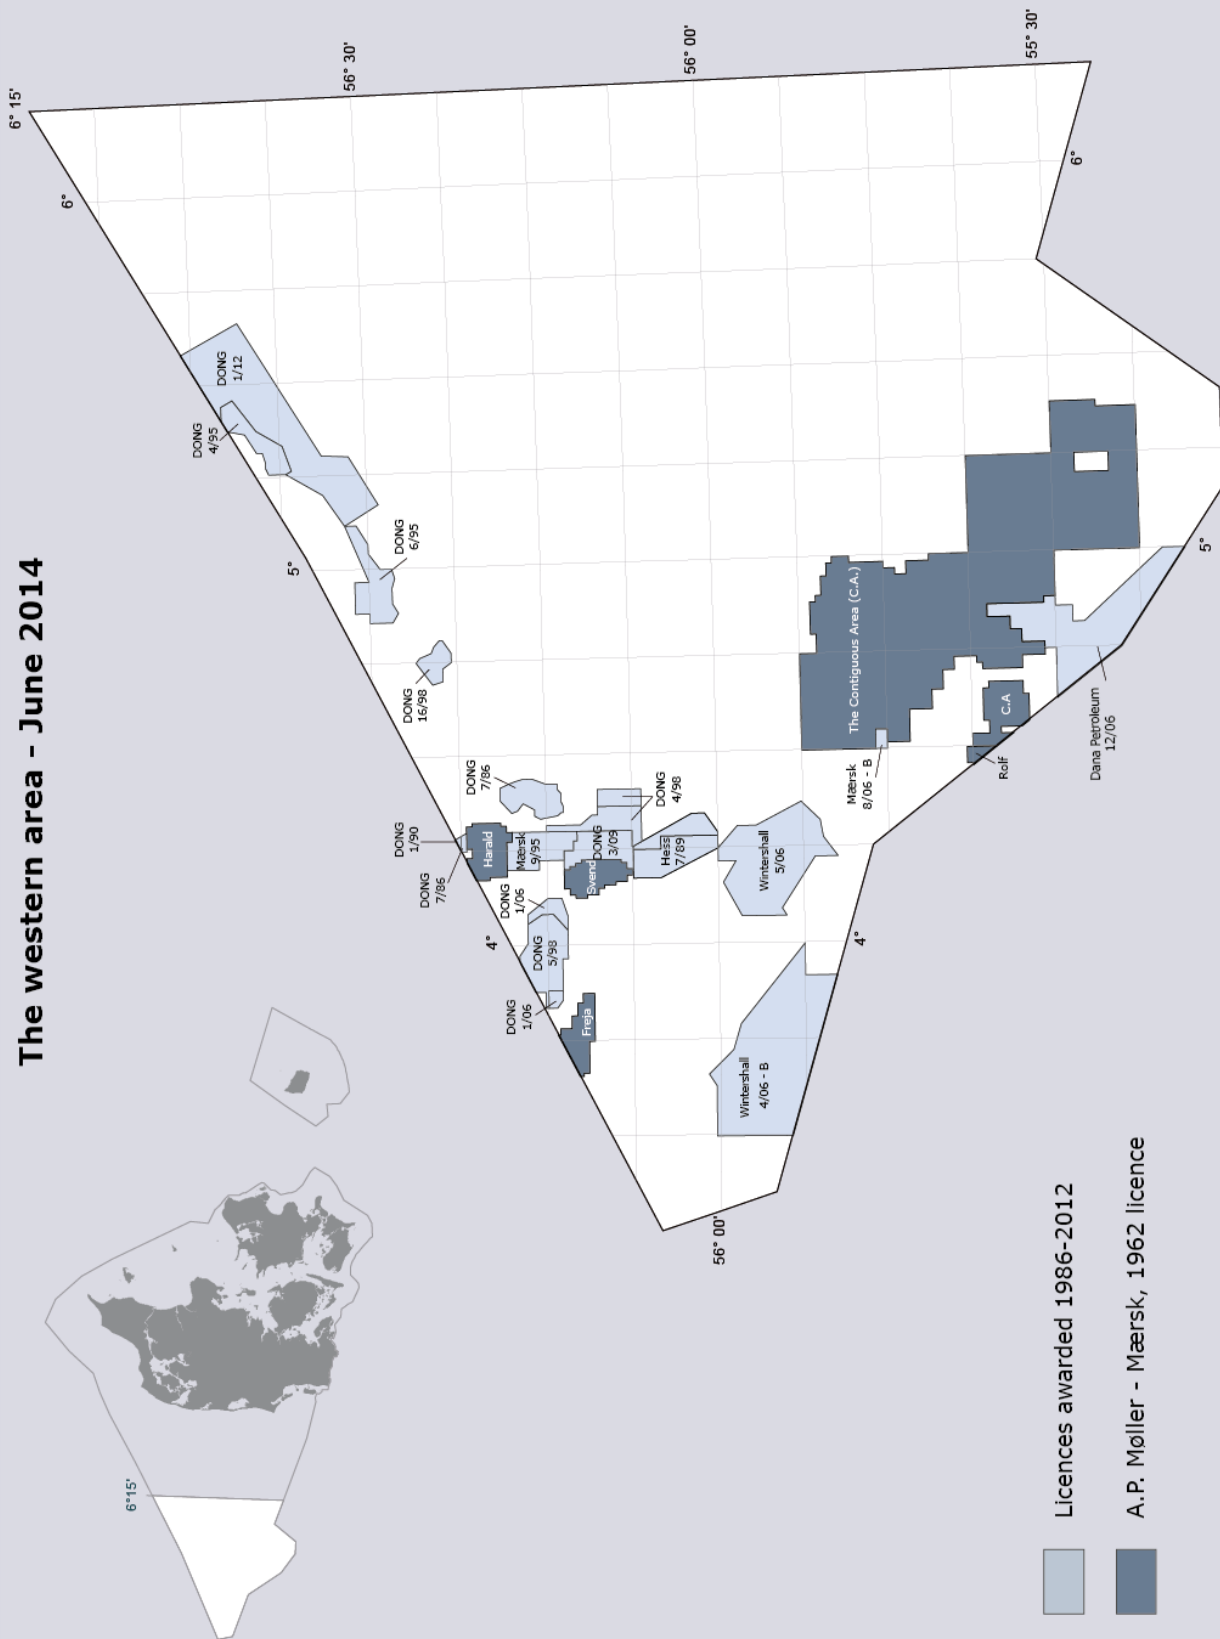 The western area - June 2014
6°15'
6° 15'
6°
5°
4°
56° 30'
56° 00'
55° 30'
6°
5°
4°
56° 00'
DONG
1/12
DONG
4/95
DONG
6/95
DONG
16/98
DONG
7/86
DONG
4/98
DONG
1/90
DONG
7/86
Harald
Mærsk
9/95
DONG
3/09
Svend
Hess
7/89
DONG
1/06
DONG
5/98
DONG
1/06
Freja
Wintershall
5/06
Wintershall
4/06 - B
The Contiguous Area (C.A.)
Mærsk
8/06 - B
C.A
Rolf
Dana Petroleum
12/06
Licences awarded 1986-2012
A.P. Møller - Mærsk, 1962 licence